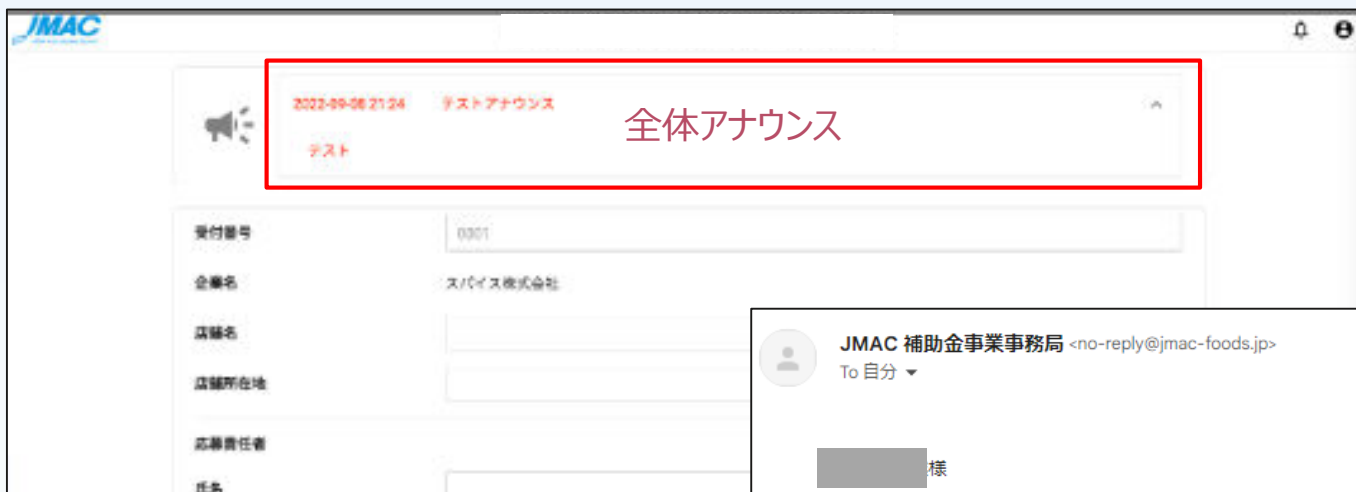 JMAC
2022-09-08 21:24 テストアナウンス
全体アナウンス
テスト
受付番号 0001
企業名 スパイス株式会社
店舗名
店舗所在地
応募責任者
氏名
JMAC 補助金事業事務局 <no-reply@jmac-foods.jp>
To 自分
様